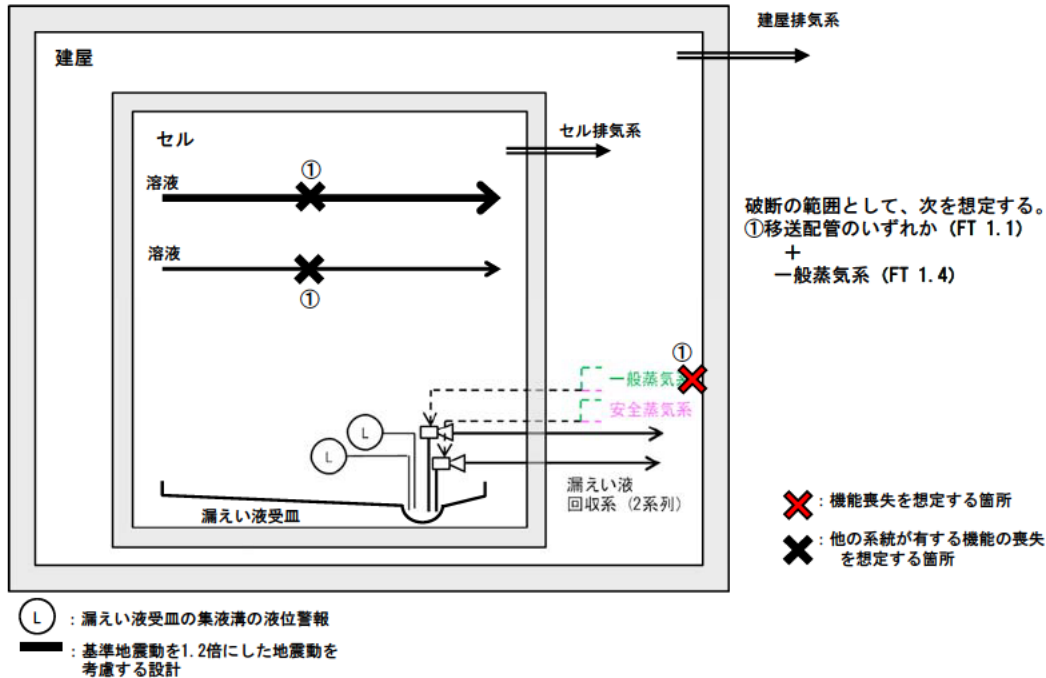 建屋排気系
建屋
セル
セル排気系
①
溶液
溶液
①
破断の範囲として、次を想定する。
①移送配管のいずれか（FT 1.1）
＋
一般蒸気系（FT 1.4）
①
一般蒸気系
安全蒸気系
L
L
漏えい液
回収系（2系列）
漏えい液受皿
：機能喪失を想定する箇所
：他の系統が有する機能の喪失
を想定する箇所
L ：漏えい液受皿の集液溝の液位警報
：基準地震動を1.2倍にした地震動を
考慮する設計